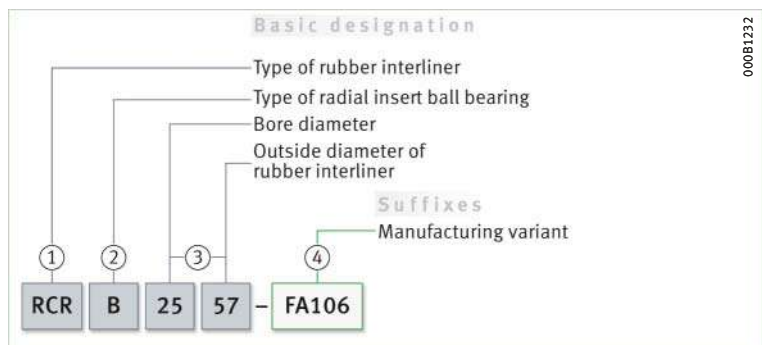 Basic designation
Type of rubber interliner
Type of radial insert ball bearing
Bore diameter
Outside diameter of
rubber interliner
Suffixes
Manufacturing variant
1 2 3 4
RCR B 25 57 – FA106
000B1232